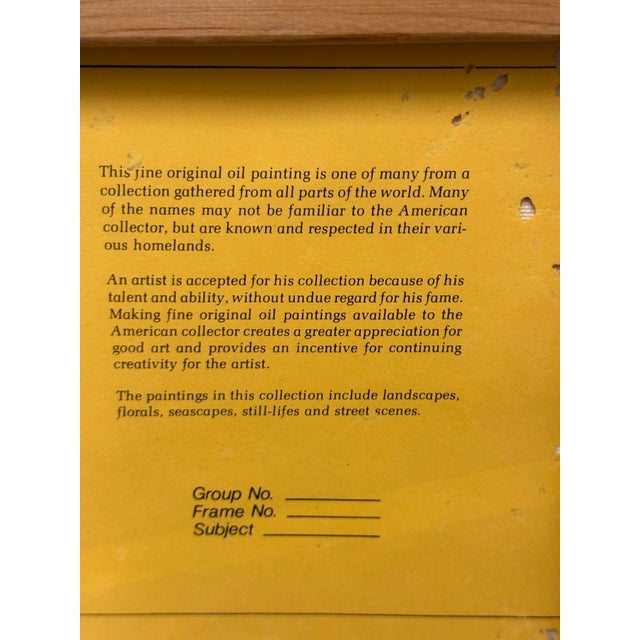 This fine original oil painting is one of many from a
collection gathered from all parts of the world. Many
of the names may not be familiar to the American
collector, but are known and respected in their vari-
ous homelands.
An artist is accepted for his collection because of his
talent and ability, without undue regard for his fame.
Making fine original oil paintings available to the
American collector creates a greater appreciation for
good art and provides an incentive for continuing
creativity for the artist.
The paintings in this collection include landscapes,
florals, seascapes, still-lifes and street scenes.
Group No. ________
Frame No. ________
Subject ________